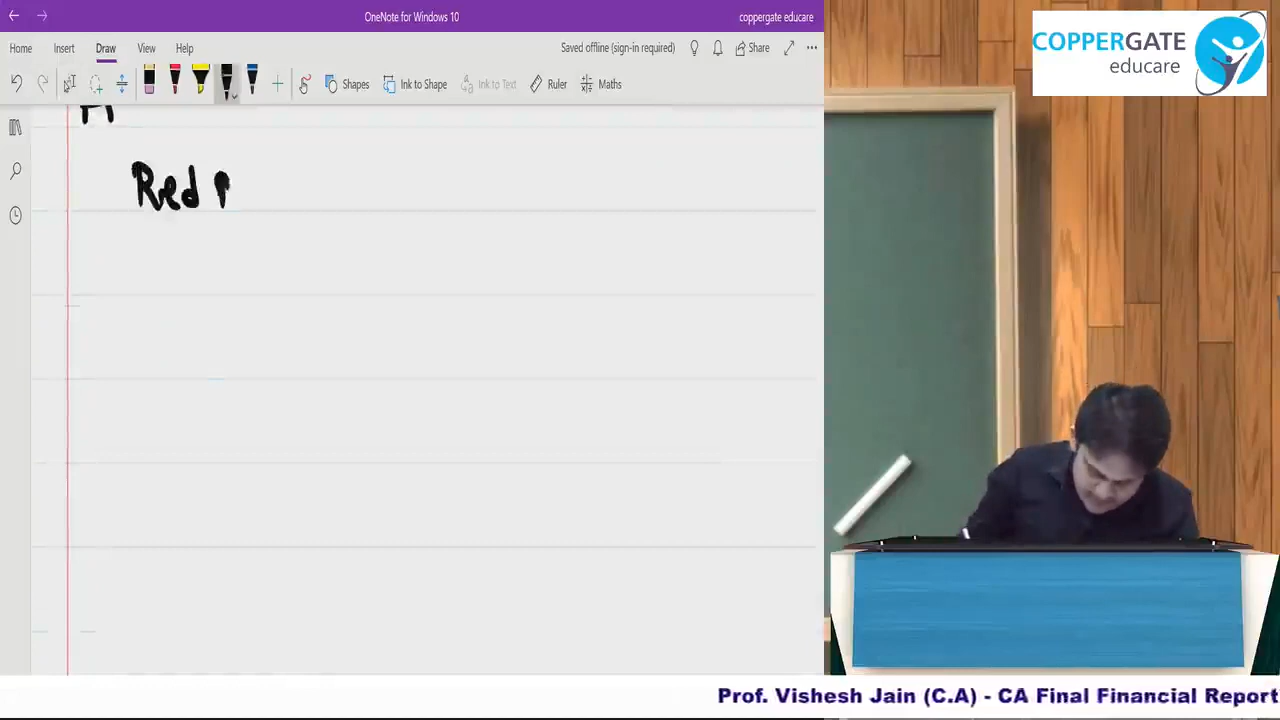 OneNote for Windows 10
coppergate educare
Home Insert Draw View Help
Saved offline (sign-in required)
Share
Shapes
Ink to Shape
Ink to Text
Ruler
Maths
Red
COPPERGATE
educare
Prof. Vishesh Jain (C.A) - CA Final Financial Report